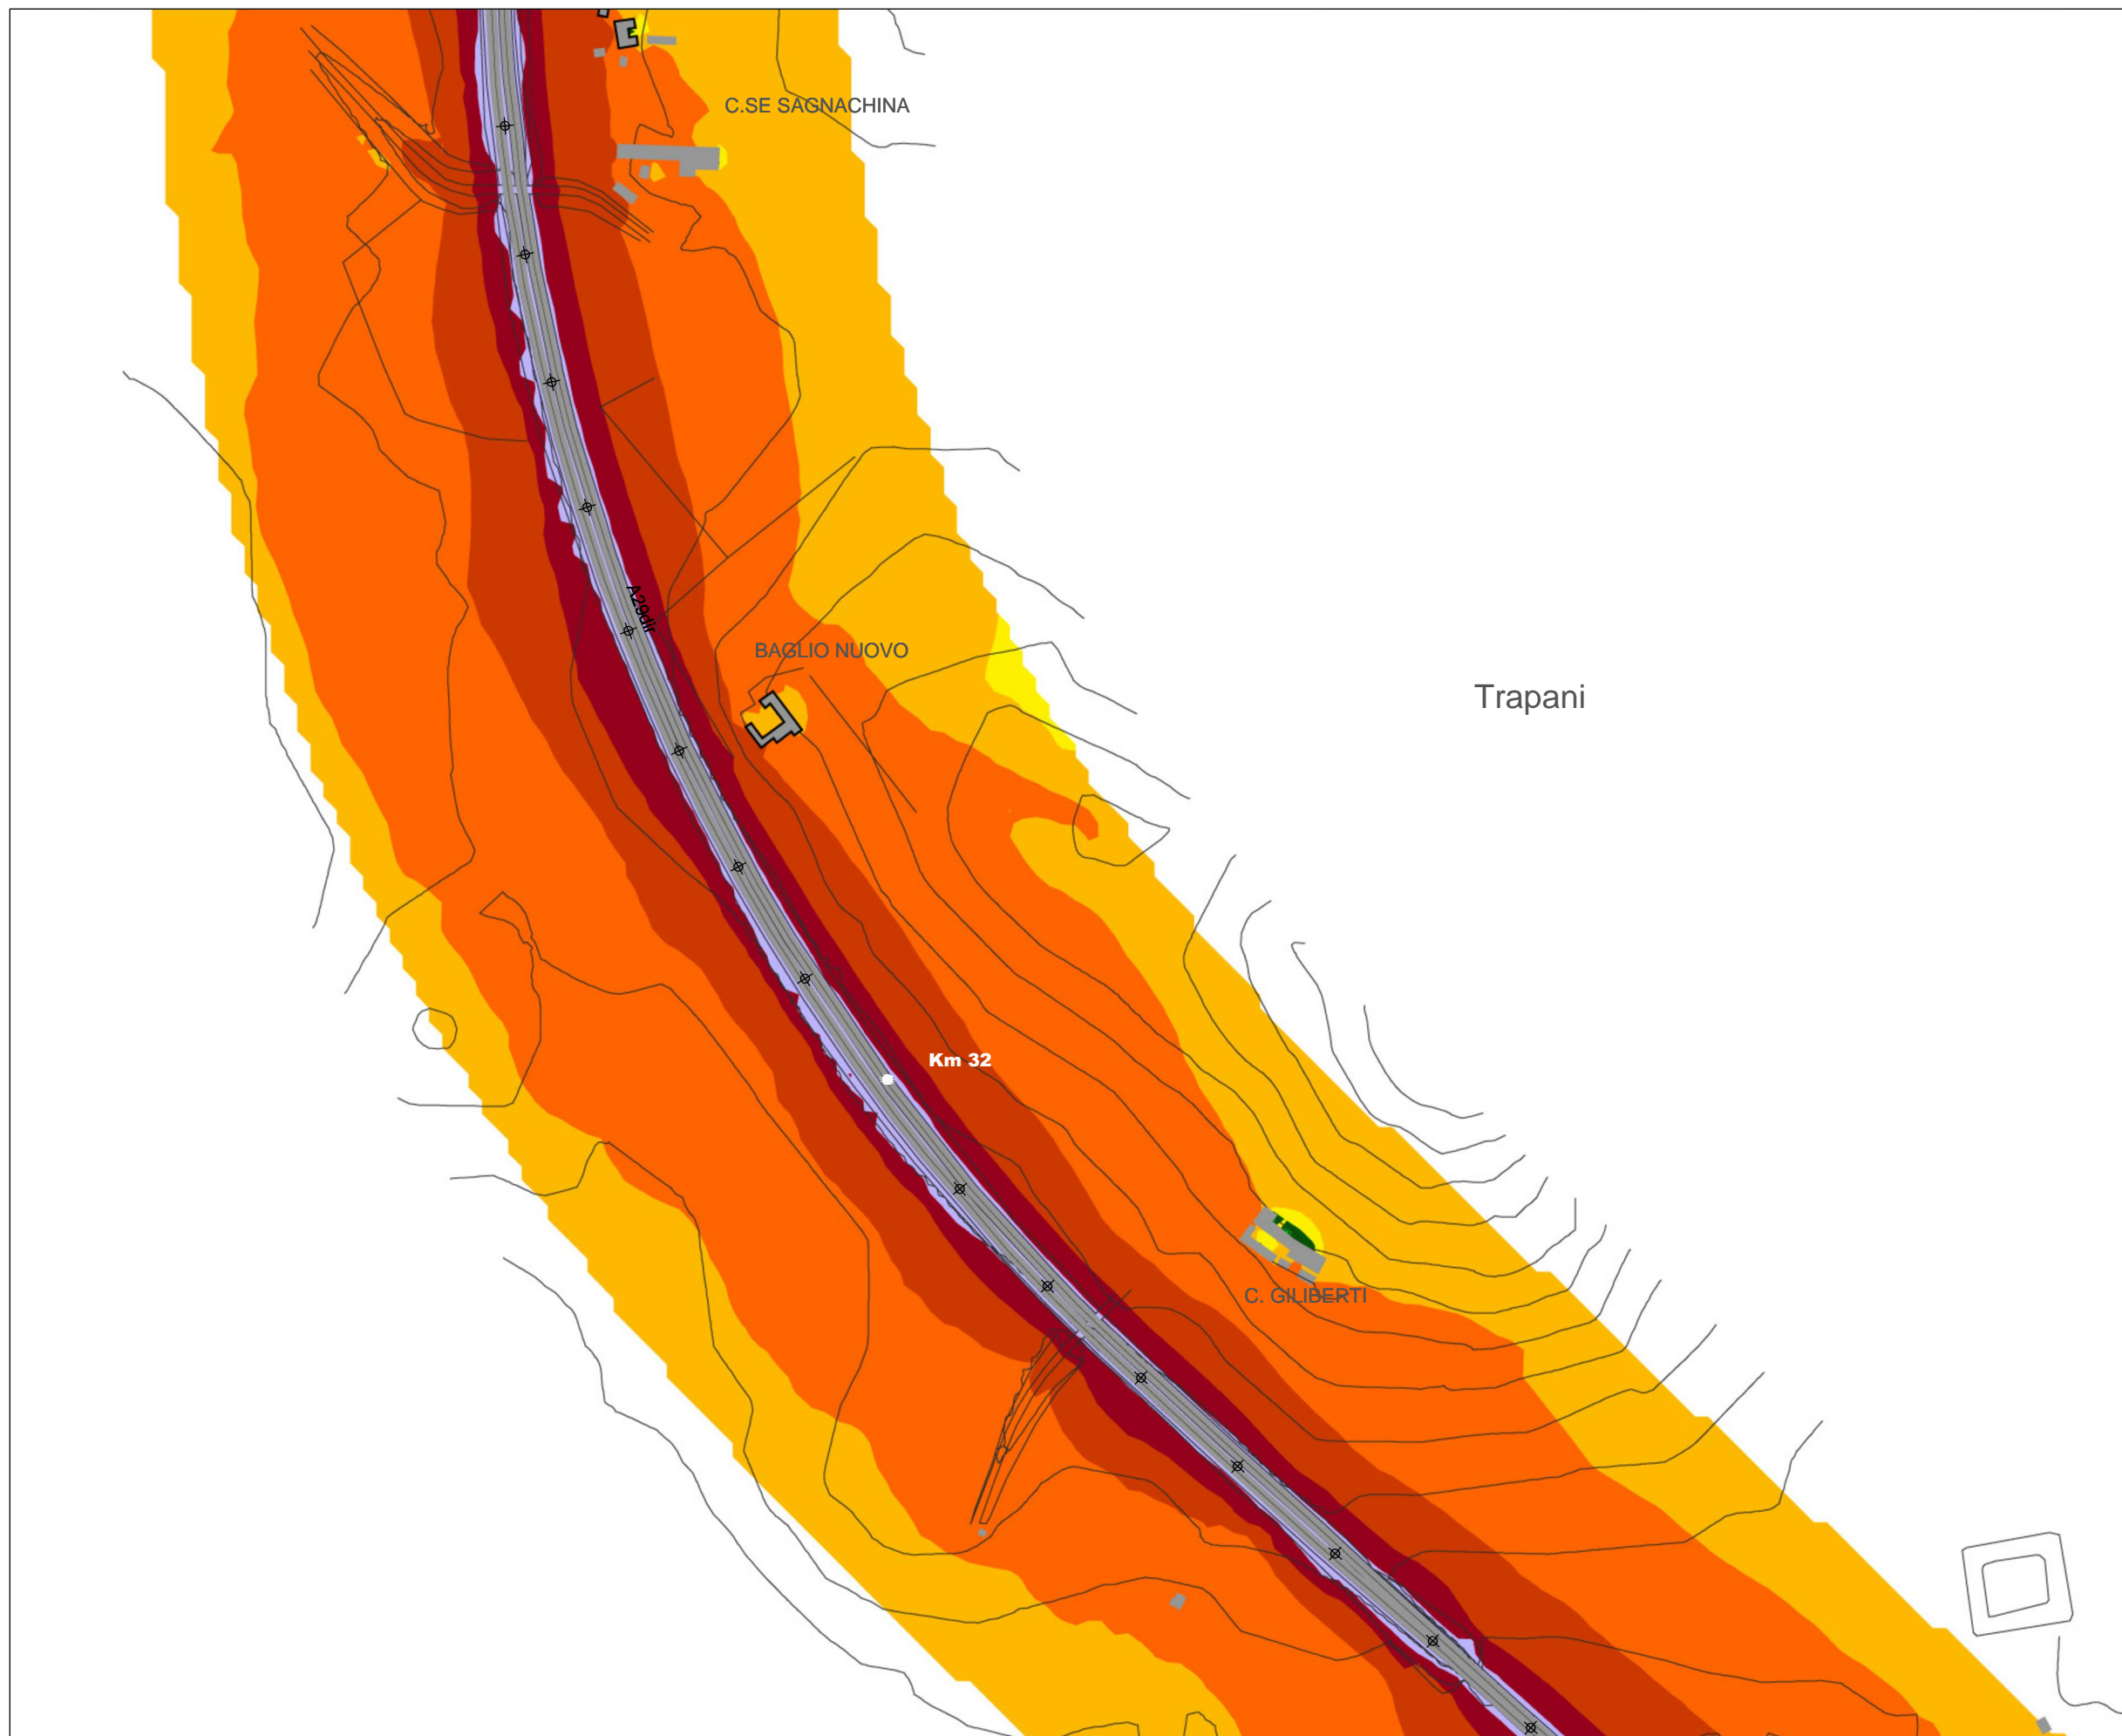 C.SE SAGNACHINA
A29dir
BAGLIO NUOVO
Trapani
Km 32
C. GILIBERTI